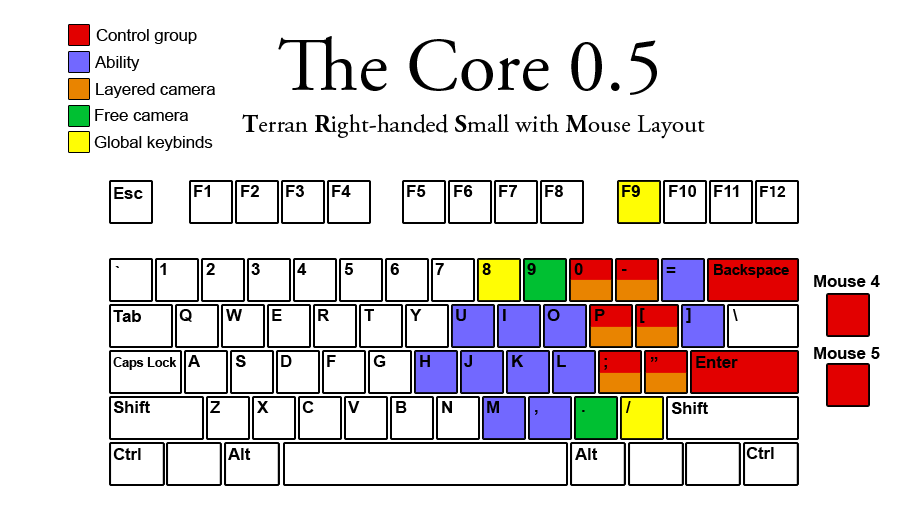 Control group
Ability
Layered camera
Free camera
Global keybinds
The Core 0.5
Terran Right-handed Small with Mouse Layout
Esc F1 F2 F3 F4 F5 F6 F7 F8 F9 F10 F11 F12
` 1 2 3 4 5 6 7 8 9 0 - = Backspace
Mouse 4
Tab Q W E R T Y U I O P [ ] \
Mouse 5
Caps Lock A S D F G H J K L ; " Enter
Shift Z X C V B N M , . / Shift
Ctrl Alt Alt Ctrl